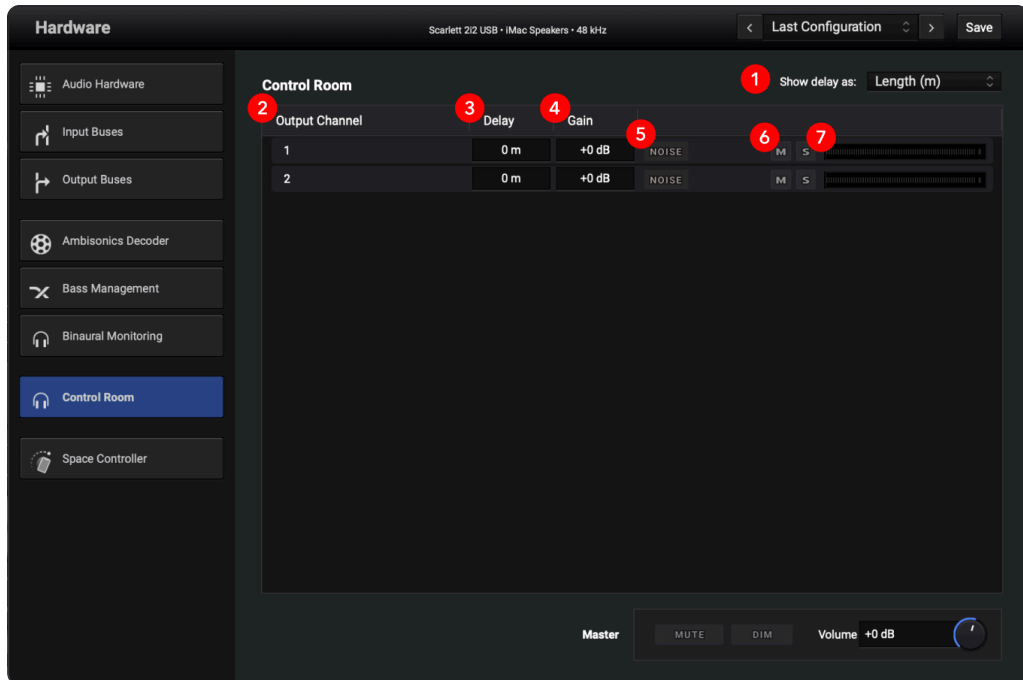 Hardware
Scarlett 2i2 USB • iMac Speakers • 48 kHz
Last Configuration
Save
Audio Hardware
Input Buses
Output Buses
Ambisonics Decoder
Bass Management
Binaural Monitoring
Control Room
Space Controller
Control Room
1 Show delay as: Length (m)
2 3 4
Output Channel Delay Gain
5 6 7
1 0 m +0 dB NOISE M S
2 0 m +0 dB NOISE M S
Master MUTE DIM Volume +0 dB